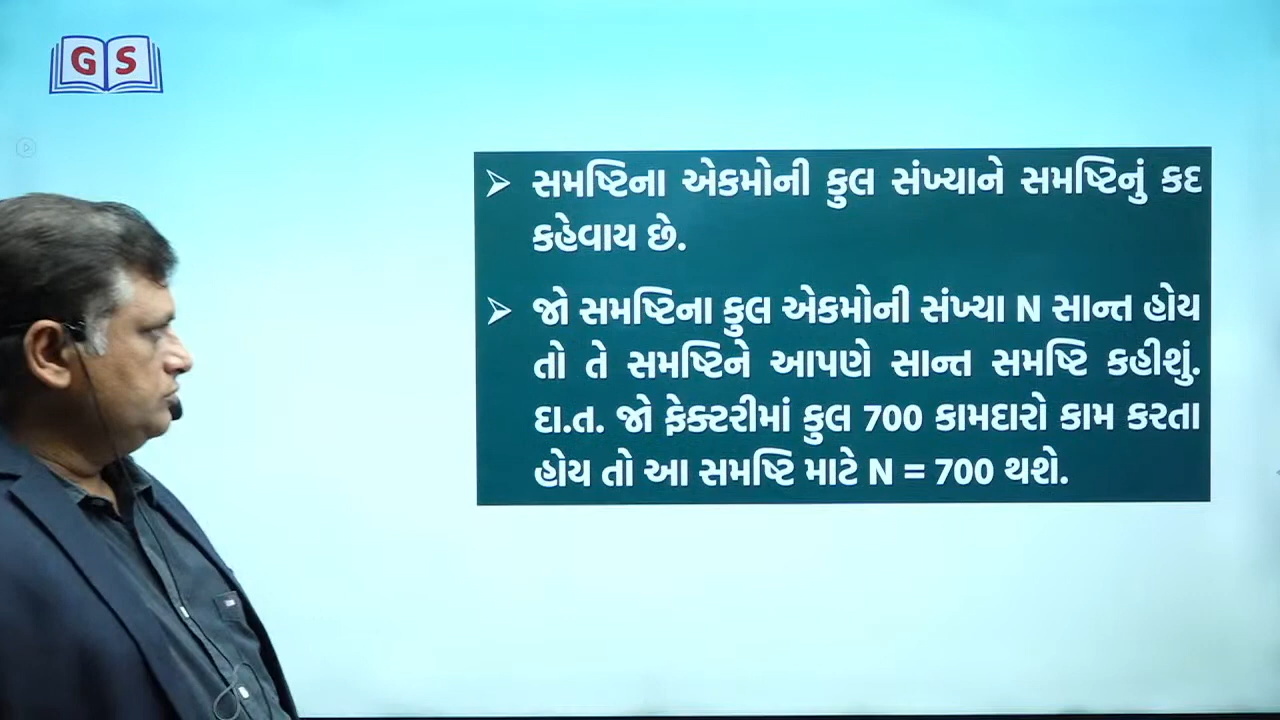 GS
સમષ્ટિના એકમોની કુલ સંખ્યાને સમષ્ટિનું કદ
કહેવાય છે.
જો સમષ્ટિના કુલ એકમોની સંખ્યા N સાન્ત હોય
તો તે સમષ્ટિને આપણે સાન્ત સમષ્ટિ કહીશું.
દા.ત. જો ફેક્ટરીમાં કુલ 700 કામદારો કામ કરતા
હોય તો આ સમષ્ટિ માટે N = 700 થશે.